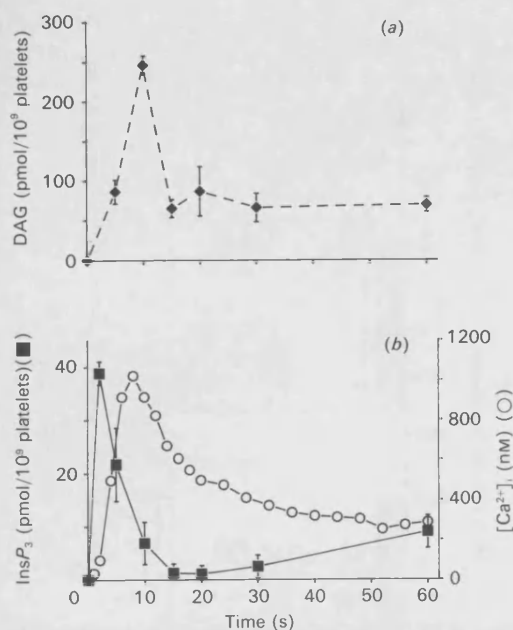 (a)
DAG (pmol/10⁹ platelets)
300
200
100
0
(b)
InsP₃ (pmol/10⁹ platelets)(■)
40
20
0
1200
800
400
0
[Ca²⁺]ᵢ (nM) (○)
0 10 20 30 40 50 60
Time (s)